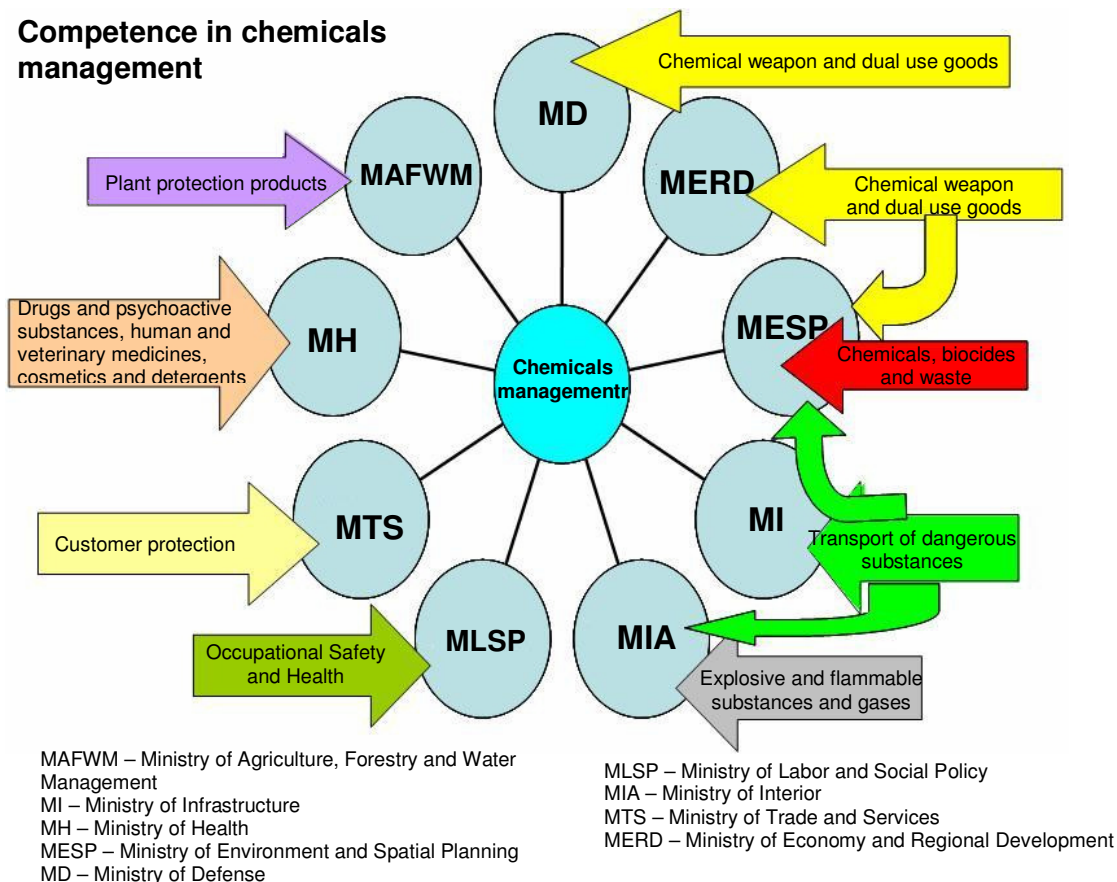 Competence in chemicals
management
Chemical weapon and dual use goods
MD
MAFWM
MERD
Plant protection products
Chemical weapon
and dual use goods
Drugs and psychoactive
substances, human and
veterinary medicines,
cosmetics and detergents
MH
MESP
Chemicals
managementr
Chemicals, biocides
and waste
MTS
MI
Customer protection
Transport of dangerous
substances
MLSP
MIA
Occupational Safety
and Health
Explosive and flammable
substances and gases
MAFWM – Ministry of Agriculture, Forestry and Water
Management
MI – Ministry of Infrastructure
MH – Ministry of Health
MESP – Ministry of Environment and Spatial Planning
MD – Ministry of Defense
MLSP – Ministry of Labor and Social Policy
MIA – Ministry of Interior
MTS – Ministry of Trade and Services
MERD – Ministry of Economy and Regional Development